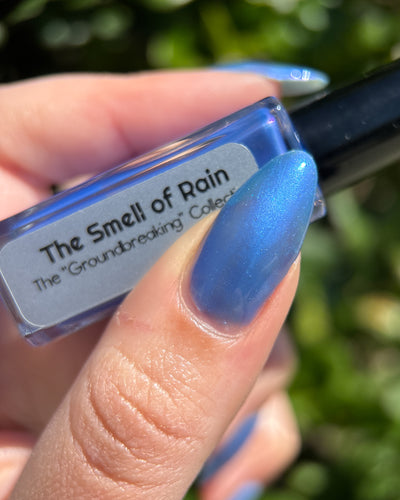 The Smell of Rain
The "Groundbreaking"